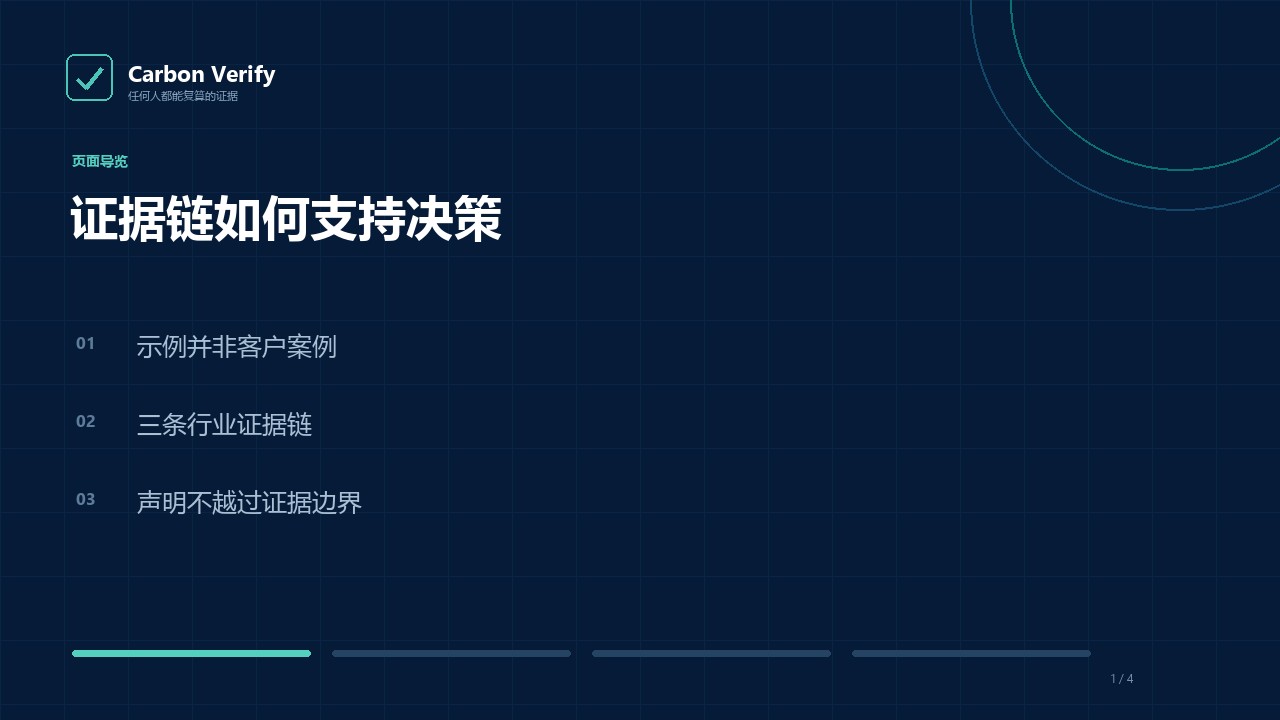 Carbon Verify
任何人都能复算的证据
页面导览
证据链如何支持决策
01 示例并非客户案例
02 三条行业证据链
03 声明不越过证据边界
1 / 4